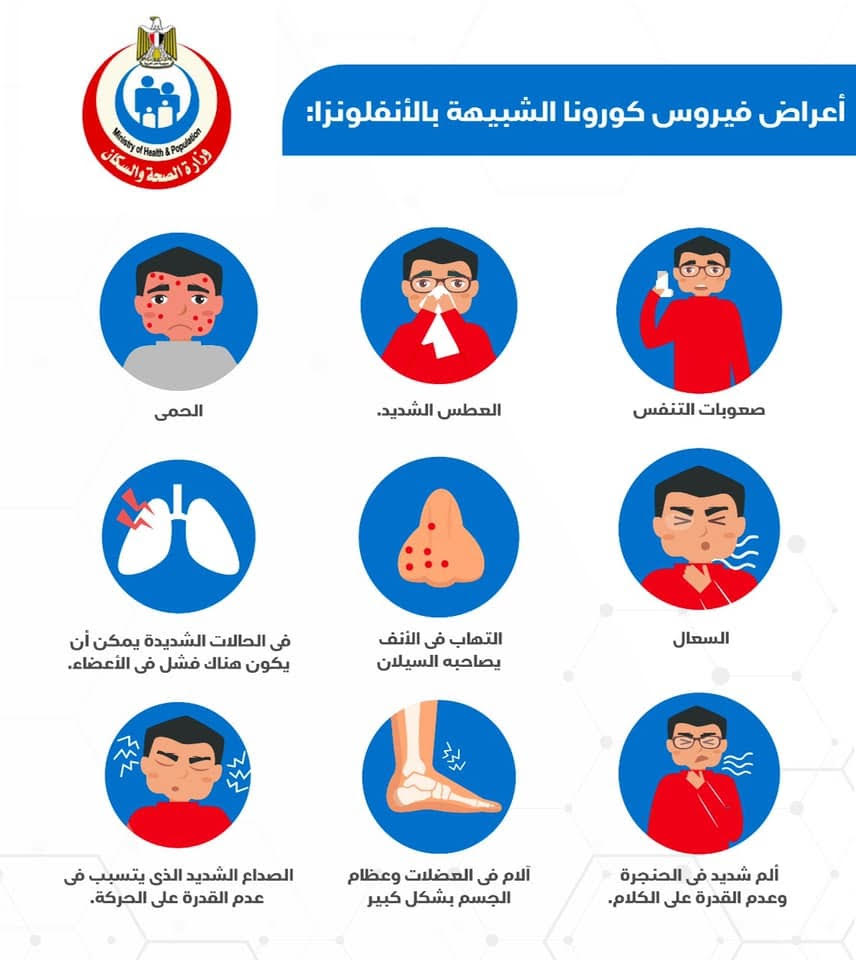 Ministry of Health & Population
وزارة الصحة والسكان
أعراض فيروس كورونا الشبيهة بالأنفلونزا:
صعوبات التنفس
العطس الشديد.
الحمى
السعال
التهاب فى الأنف
يصاحبه السيلان
فى الحالات الشديدة يمكن أن
يكون هناك فشل فى الأعضاء.
ألم شديد فى الحنجرة
وعدم القدرة على الكلام.
آلام فى العضلات وعظام
الجسم بشكل كبير
الصداع الشديد الذى يتسبب فى
عدم القدرة على الحركة.